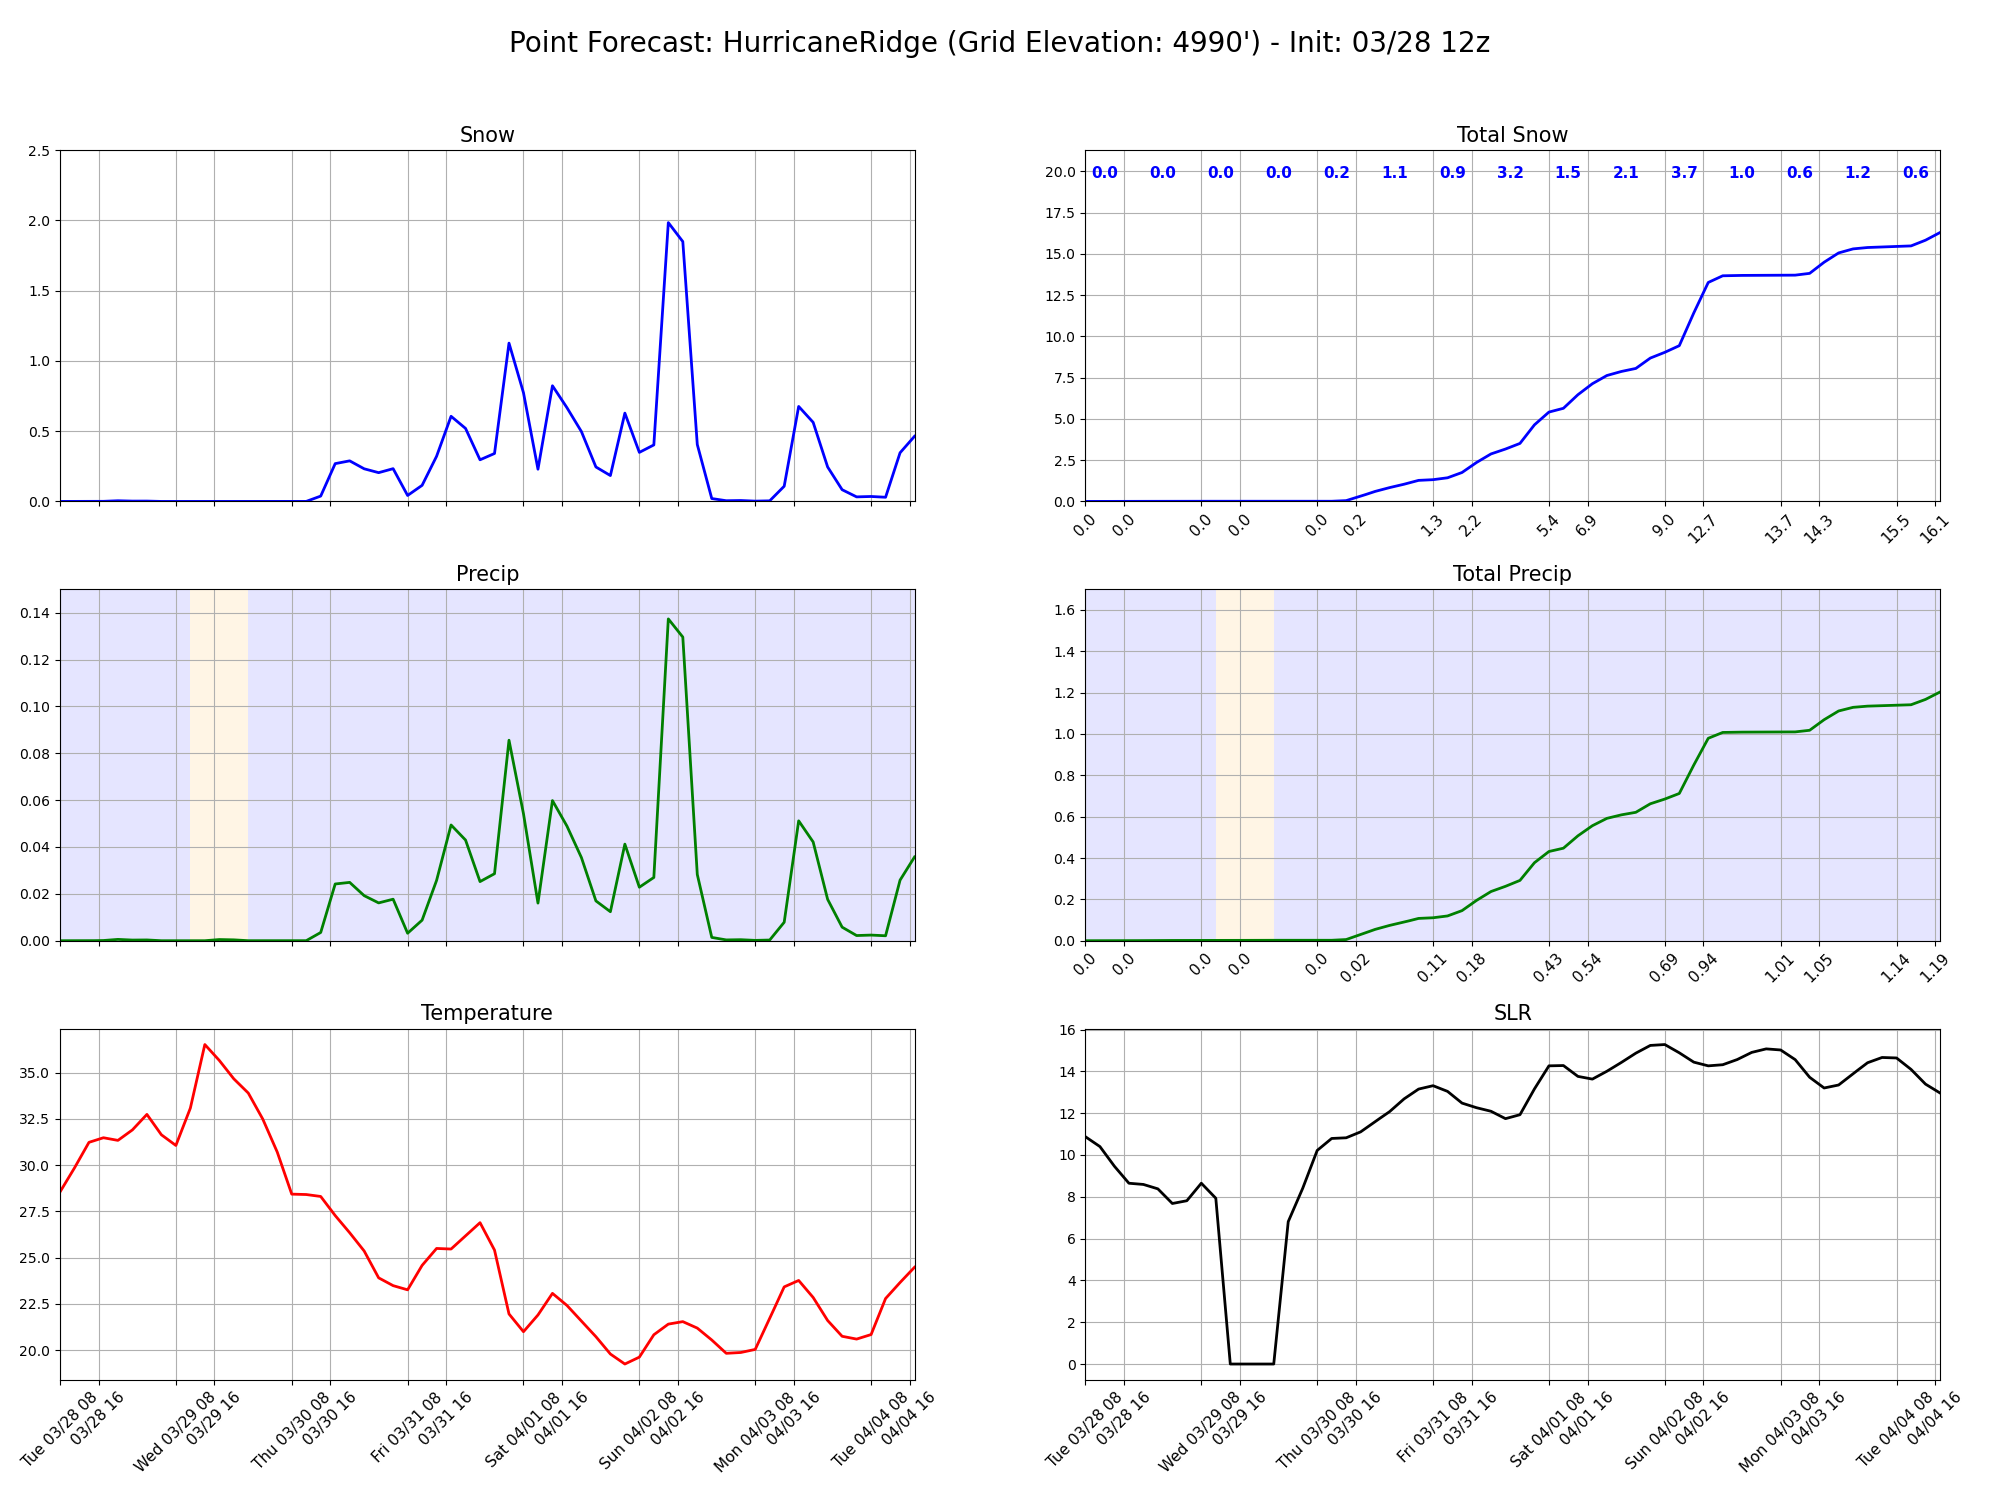 Point Forecast: HurricaneRidge (Grid Elevation: 4990') - Init: 03/28 12z
Snow
2.5
2.0
1.5
1.0
0.5
0.0
Total Snow
0.0 0.0 0.0 0.0 0.2 1.1 0.9 3.2 1.5 2.1 3.7 1.0 0.6 1.2 0.6
20.0
17.5
15.0
12.5
10.0
7.5
5.0
2.5
0.0
0.0 0.0 0.0 0.0 0.0 0.2 1.3 2.2 5.4 6.9 9.0 12.7 13.7 14.3 15.5 16.1
Precip
0.14
0.12
0.10
0.08
0.06
0.04
0.02
0.00
Total Precip
1.6
1.4
1.2
1.0
0.8
0.6
0.4
0.2
0.0
0.0 0.0 0.0 0.0 0.0 0.02 0.11 0.18 0.43 0.54 0.69 0.94 1.01 1.05 1.14 1.19
Temperature
35.0
32.5
30.0
27.5
25.0
22.5
20.0
Tue 03/28 08
03/28 16
Wed 03/29 08
03/29 16
Thu 03/30 08
03/30 16
Fri 03/31 08
03/31 16
Sat 04/01 08
04/01 16
Sun 04/02 08
04/02 16
Mon 04/03 08
04/03 16
Tue 04/04 08
04/04 16
SLR
16
14
12
10
8
6
4
2
0
Tue 03/28 08
03/28 16
Wed 03/29 08
03/29 16
Thu 03/30 08
03/30 16
Fri 03/31 08
03/31 16
Sat 04/01 08
04/01 16
Sun 04/02 08
04/02 16
Mon 04/03 08
04/03 16
Tue 04/04 08
04/04 16